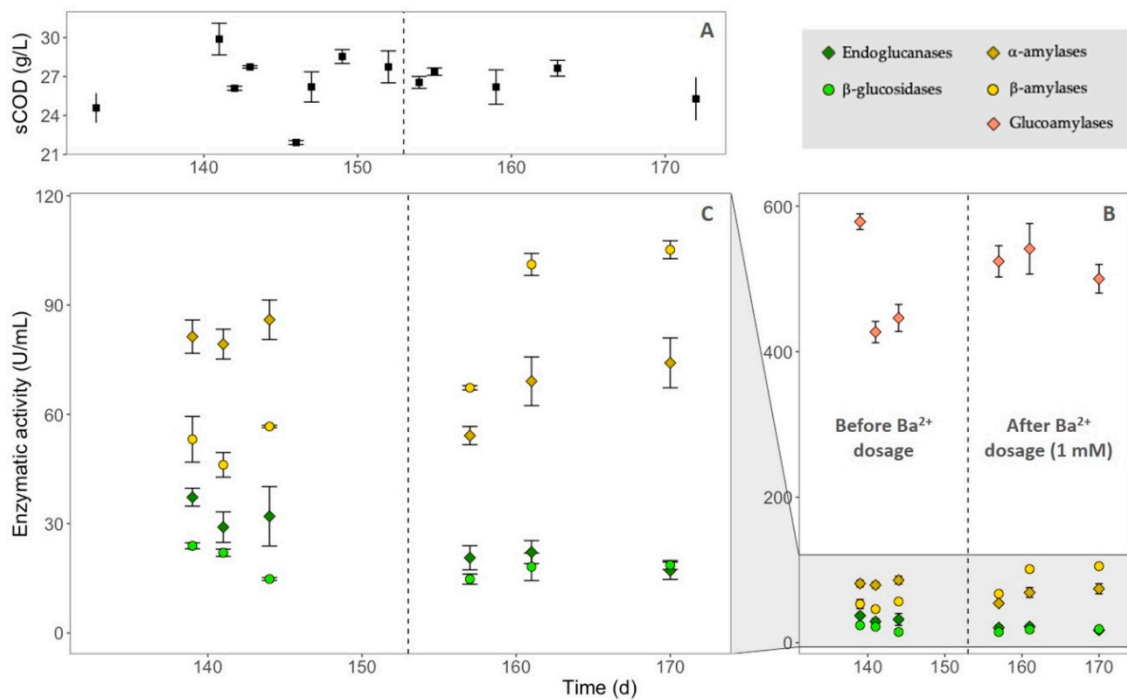 A
sCOD (g/L)
30
27
24
21
140
150
160
170
Endoglucanases
β-glucosidases
α-amylases
β-amylases
Glucoamylases
C
Enzymatic activity (U/mL)
120
90
60
30
0
140
150
160
170
B
600
400
200
0
Before Ba²⁺
dosage
After Ba²⁺
dosage (1 mM)
140
150
160
170
Time (d)